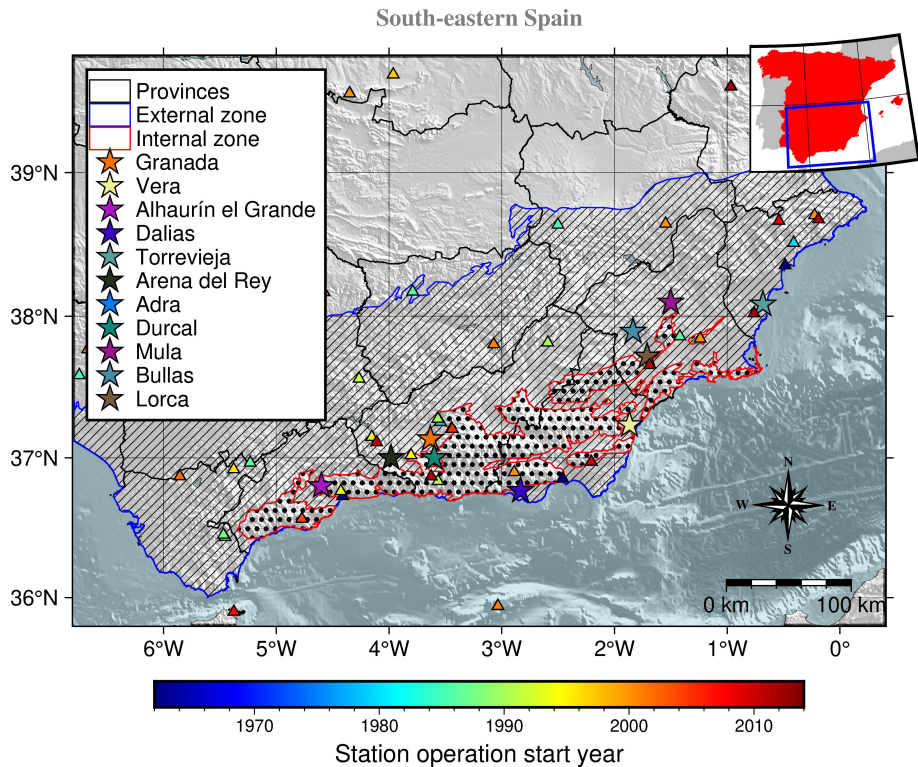 South-eastern Spain
Provinces
External zone
Internal zone
Granada
Vera
Alhaurín el Grande
Dalias
Torrevieja
Arena del Rey
Adra
Durcal
Mula
Bullas
Lorca
39°N
38°N
37°N
36°N
N
W E
S
0 km 100 km
6°W 5°W 4°W 3°W 2°W 1°W 0°
1970 1980 1990 2000 2010
Station operation start year